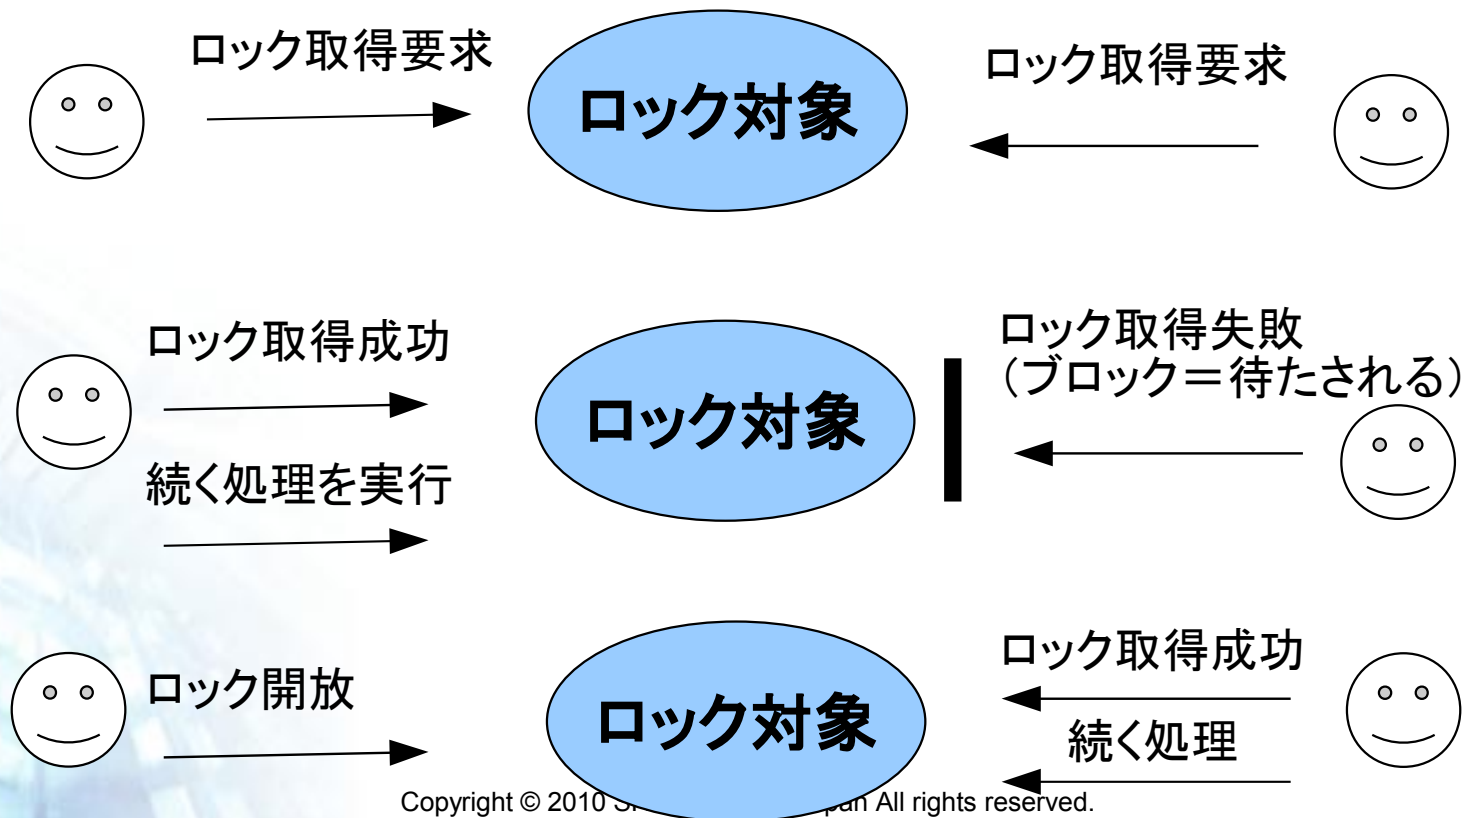 ロック取得要求
ロック対象
ロック取得要求
ロック取得成功
続く処理を実行
ロック対象
ロック取得失敗
(ブロック=待たされる)
ロック開放
ロック対象
ロック取得成功
続く処理
Copyright © 2010 All rights reserved.